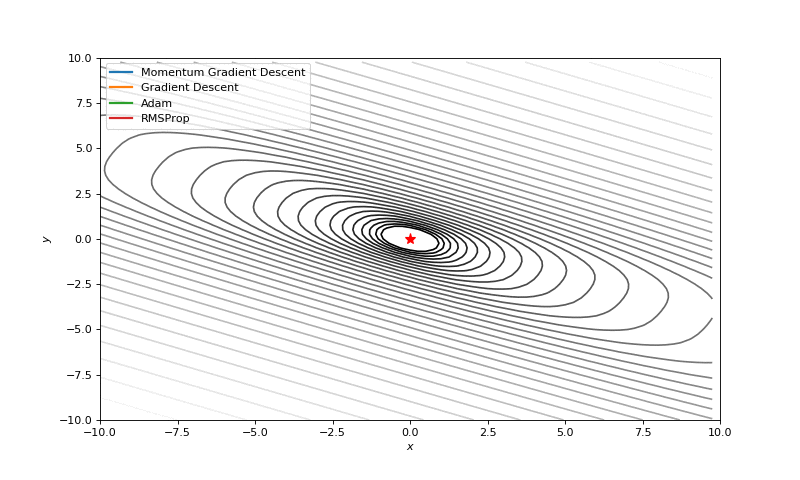 Momentum Gradient Descent
Gradient Descent
Adam
RMSProp
10.0
7.5
5.0
2.5
0.0
−2.5
−5.0
−7.5
−10.0
y
−10.0 −7.5 −5.0 −2.5 0.0 2.5 5.0 7.5 10.0
x